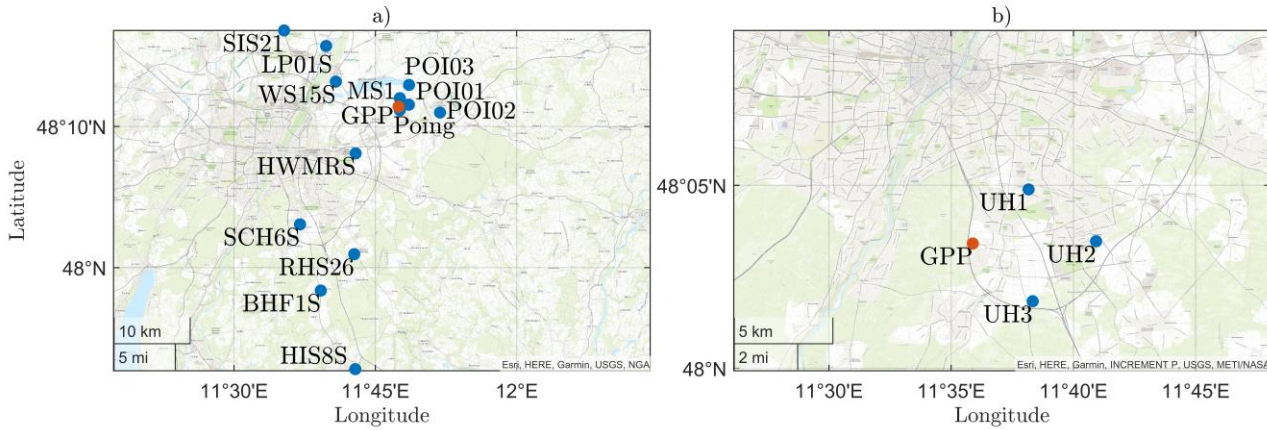 a)
SIS21
LP01S
POI03
WS15S
MS1
POI01
GPP
POI02
Poing
48°10'N
HWMRS
Latitude
SCH6S
48°N
RHS26
BHF1S
10 km
HIS8S
5 mi
Esri, HERE, Garmin, USGS, NGA
11°30'E
11°45'E
12°E
Longitude
b)
48°05'N
UH1
GPP
UH2
UH3
5 km
2 mi
48°N
Esri, HERE, Garmin, INCREMENT P, USGS, METI/NASA
11°30'E
11°35'E
11°40'E
11°45'E
Longitude